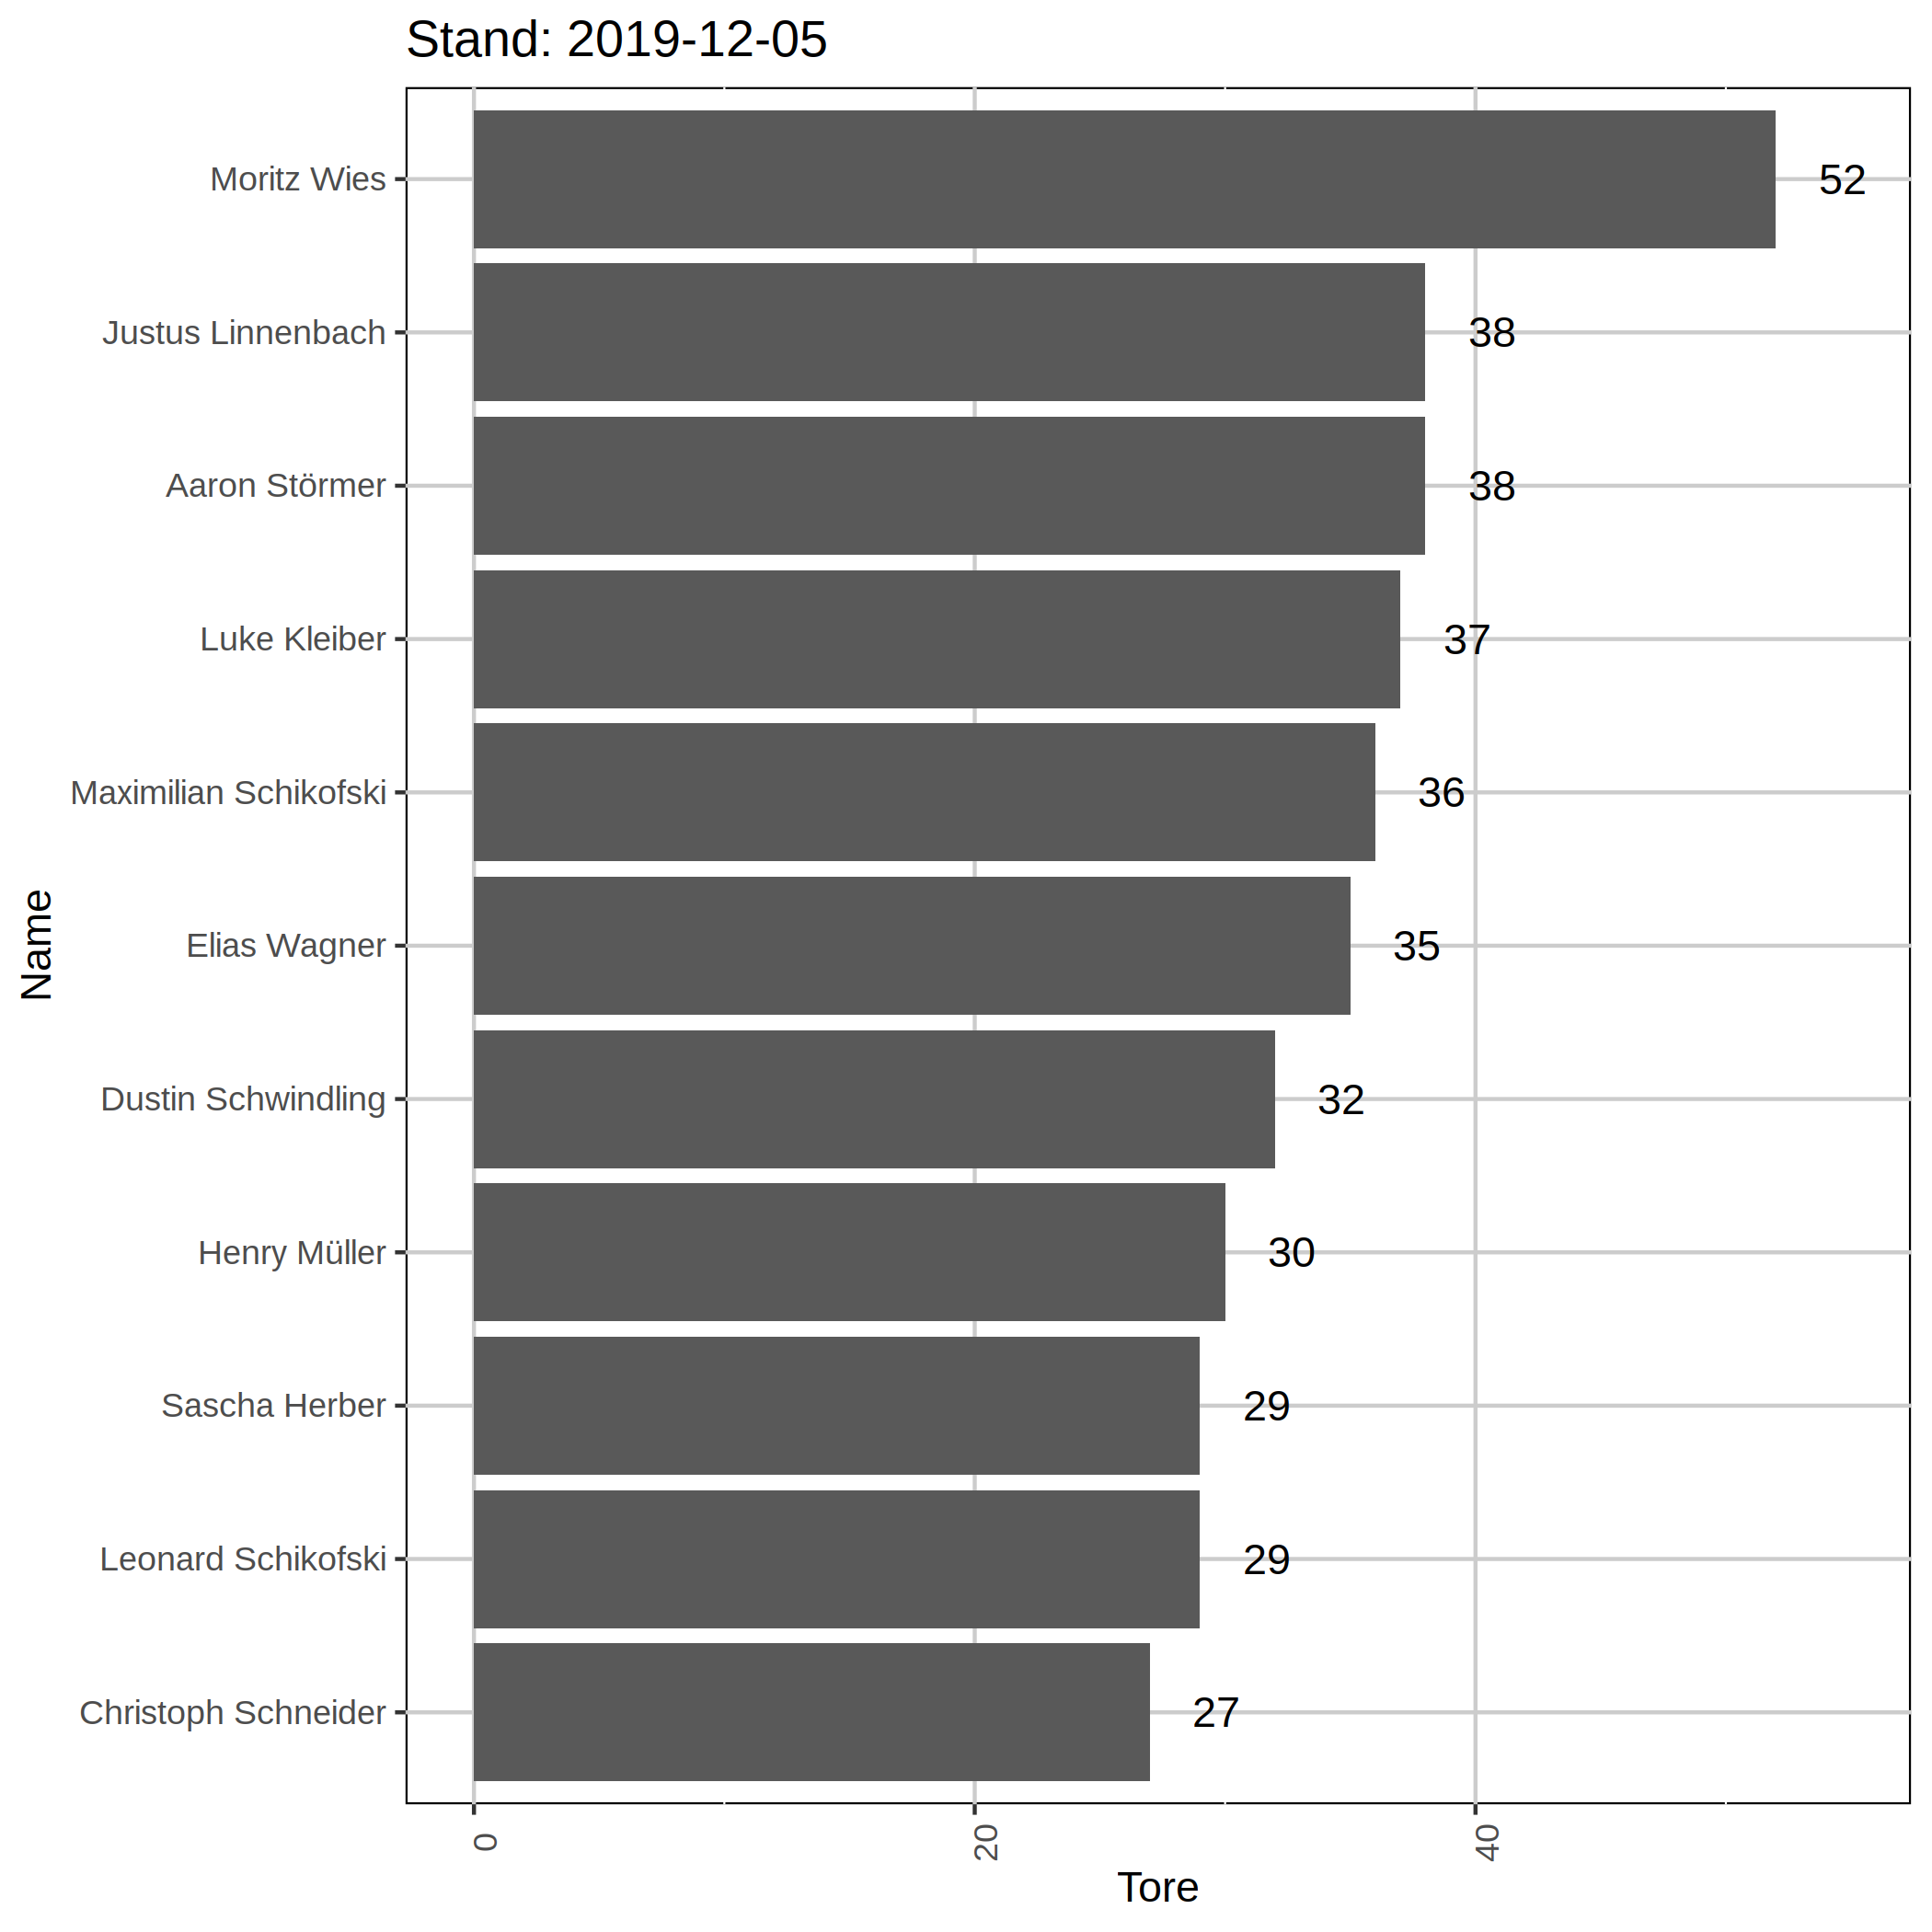 Stand: 2019-12-05
Moritz Wies 52
Justus Linnenbach 38
Aaron Störmer 38
Luke Kleiber 37
Maximilian Schikofski 36
Elias Wagner 35
Dustin Schwindling 32
Henry Müller 30
Sascha Herber 29
Leonard Schikofski 29
Christoph Schneider 27
Name
0 20 40
Tore